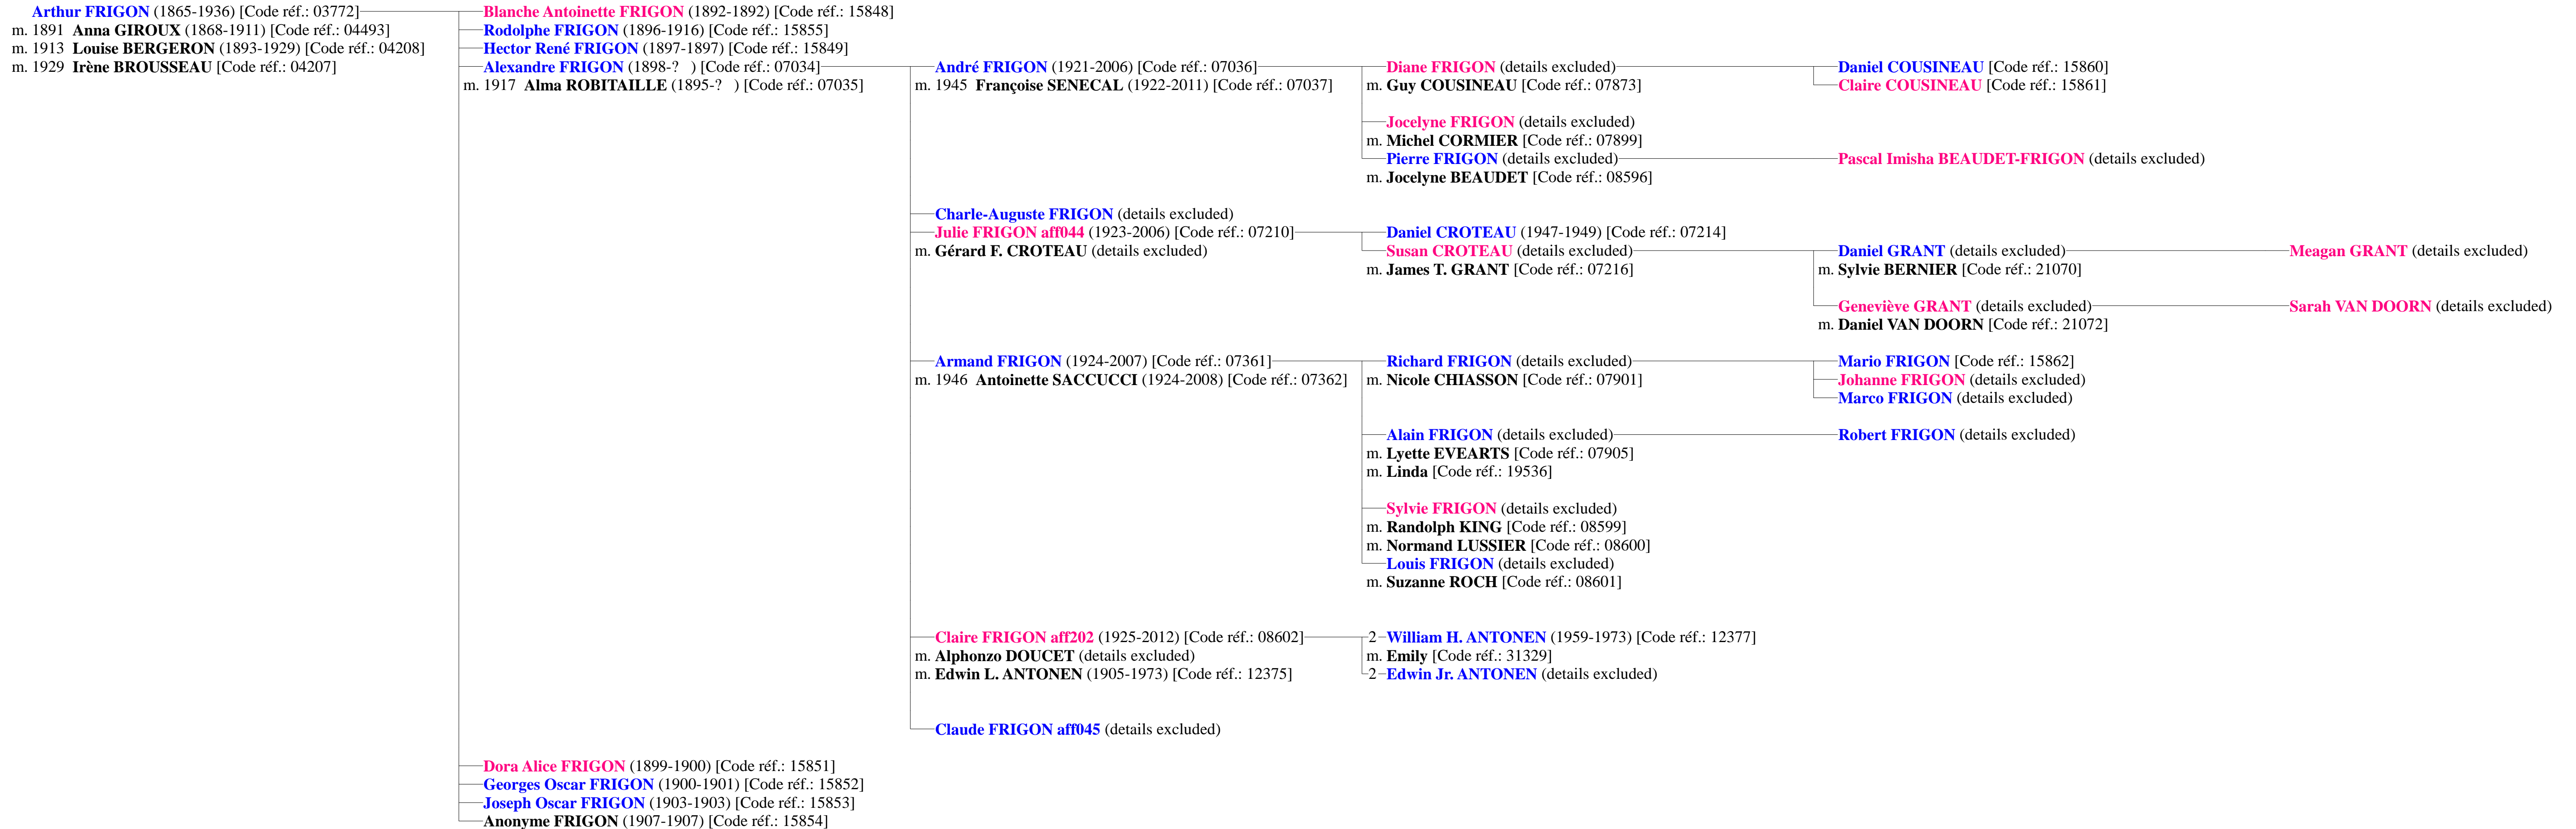 Arthur FRIGON (1865-1936) [Code réf.: 03772]
m. 1891 Anna GIROUX (1868-1911) [Code réf.: 04493]
m. 1913 Louise BERGERON (1893-1929) [Code réf.: 04208]
m. 1929 Irène BROUSSEAU [Code réf.: 04207]
Blanche Antoinette FRIGON (1892-1892) [Code réf.: 15848]
Rodolphe FRIGON (1896-1916) [Code réf.: 15855]
Hector René FRIGON (1897-1897) [Code réf.: 15849]
Alexandre FRIGON (1898-? ) [Code réf.: 07034]
m. 1917 Alma ROBITAILLE (1895-? ) [Code réf.: 07035]
André FRIGON (1921-2006) [Code réf.: 07036]
m. 1945 Françoise SENECAL (1922-2011) [Code réf.: 07037]
Diane FRIGON (details excluded)
m. Guy COUSINEAU [Code réf.: 07873]
Daniel COUSINEAU [Code réf.: 15860]
Claire COUSINEAU [Code réf.: 15861]
Jocelyne FRIGON (details excluded)
m. Michel CORMIER [Code réf.: 07899]
Pierre FRIGON (details excluded)
m. Jocelyne BEAUDET [Code réf.: 08596]
Pascal Imisha BEAUDET-FRIGON (details excluded)
Charle-Auguste FRIGON (details excluded)
Julie FRIGON aff044 (1923-2006) [Code réf.: 07210]
m. Gérard F. CROTEAU (details excluded)
Daniel CROTEAU (1947-1949) [Code réf.: 07214]
Susan CROTEAU (details excluded)
m. James T. GRANT [Code réf.: 07216]
Daniel GRANT (details excluded)
m. Sylvie BERNIER [Code réf.: 21070]
Meagan GRANT (details excluded)
Geneviève GRANT (details excluded)
m. Daniel VAN DOORN [Code réf.: 21072]
Sarah VAN DOORN (details excluded)
Armand FRIGON (1924-2007) [Code réf.: 07361]
m. 1946 Antoinette SACCUCCI (1924-2008) [Code réf.: 07362]
Richard FRIGON (details excluded)
m. Nicole CHIASSON [Code réf.: 07901]
Mario FRIGON [Code réf.: 15862]
Johanne FRIGON (details excluded)
Marco FRIGON (details excluded)
Alain FRIGON (details excluded)
m. Lyette EVEARTS [Code réf.: 07905]
m. Linda [Code réf.: 19536]
Robert FRIGON (details excluded)
Sylvie FRIGON (details excluded)
m. Randolph KING [Code réf.: 08599]
m. Normand LUSSIER [Code réf.: 08600]
Louis FRIGON (details excluded)
m. Suzanne ROCH [Code réf.: 08601]
Claire FRIGON aff202 (1925-2012) [Code réf.: 08602]
m. Alphonzo DOUCET (details excluded)
m. Edwin L. ANTONEN (1905-1973) [Code réf.: 12375]
2 William H. ANTONEN (1959-1973) [Code réf.: 12377]
m. Emily [Code réf.: 31329]
2 Edwin Jr. ANTONEN (details excluded)
Claude FRIGON aff045 (details excluded)
Dora Alice FRIGON (1899-1900) [Code réf.: 15851]
Georges Oscar FRIGON (1900-1901) [Code réf.: 15852]
Joseph Oscar FRIGON (1903-1903) [Code réf.: 15853]
Anonyme FRIGON (1907-1907) [Code réf.: 15854]